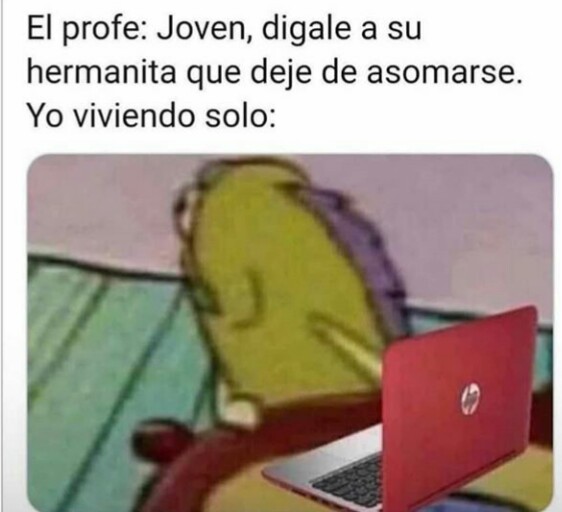 El profe: Joven, digale a su
hermanita que deje de asomarse.
Yo viviendo solo:
hp